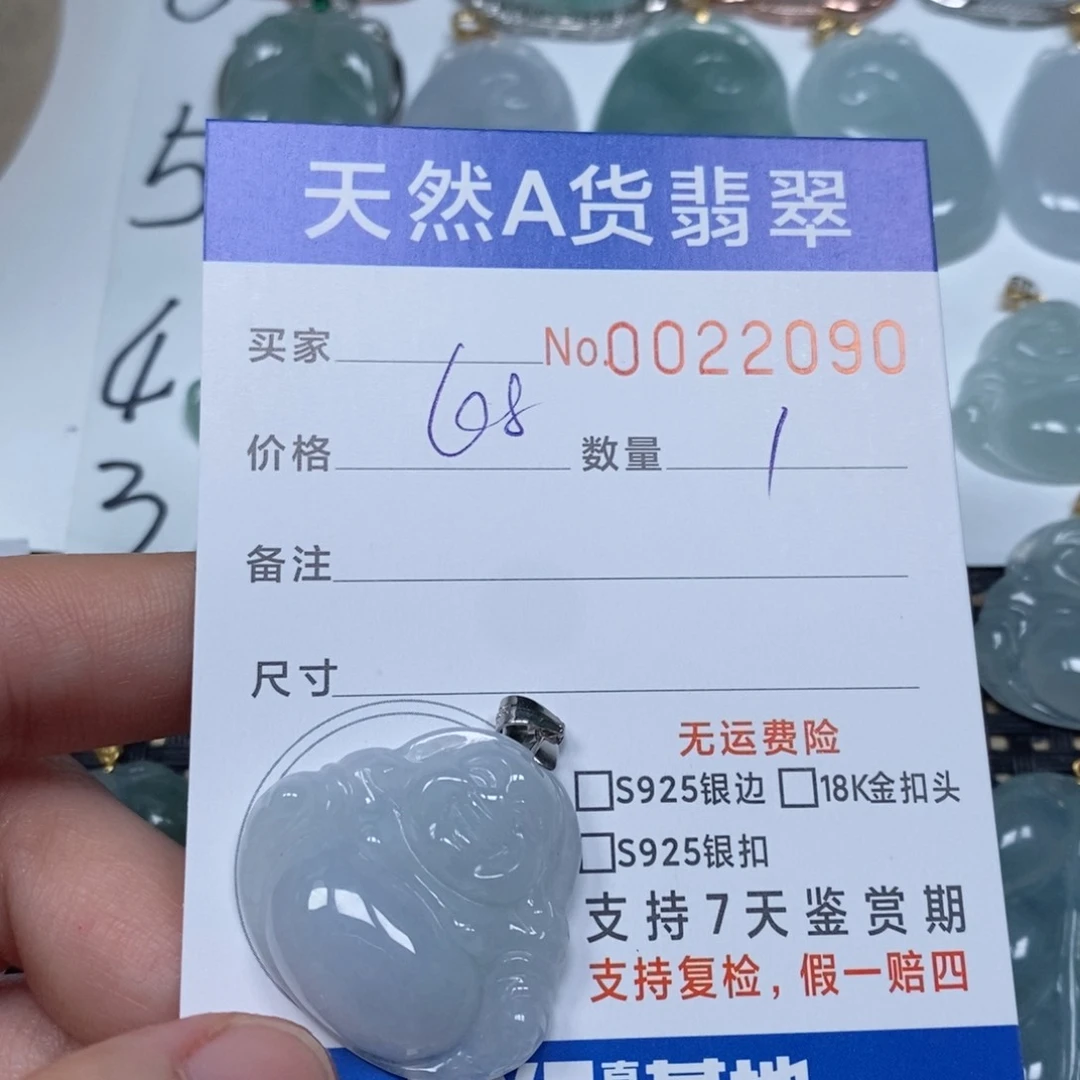 5
4
3
天然A货翡翠
买家 No.0022090
价格 68 数量 1
备注
尺寸
无运费险
□S925银边 □18K金扣头
□S925银扣
支持7天鉴赏期
支持复检,假一赔四
基地